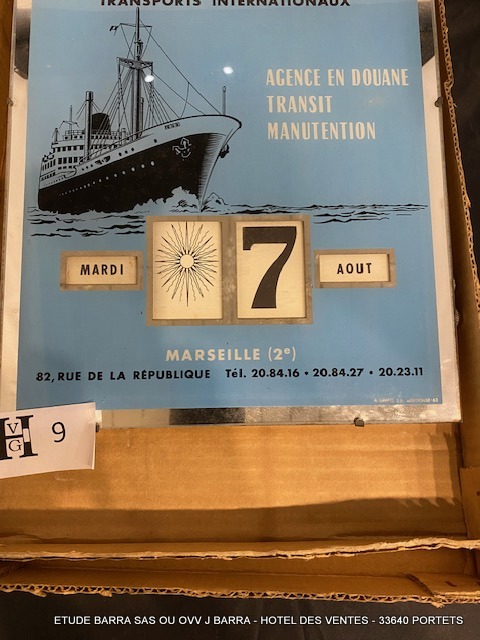 TRANSPORTS INTERNATIONAUX
AGENCE EN DOUANE
TRANSIT
MANUTENTION
MARDI
7
AOUT
MARSEILLE (2e)
82, RUE DE LA RÉPUBLIQUE Tél. 20.84.16 • 20.84.27 • 20.23.11
H
V
G
9
ETUDE BARRA SAS OU OVV J BARRA - HOTEL DES VENTES - 33640 PORTETS